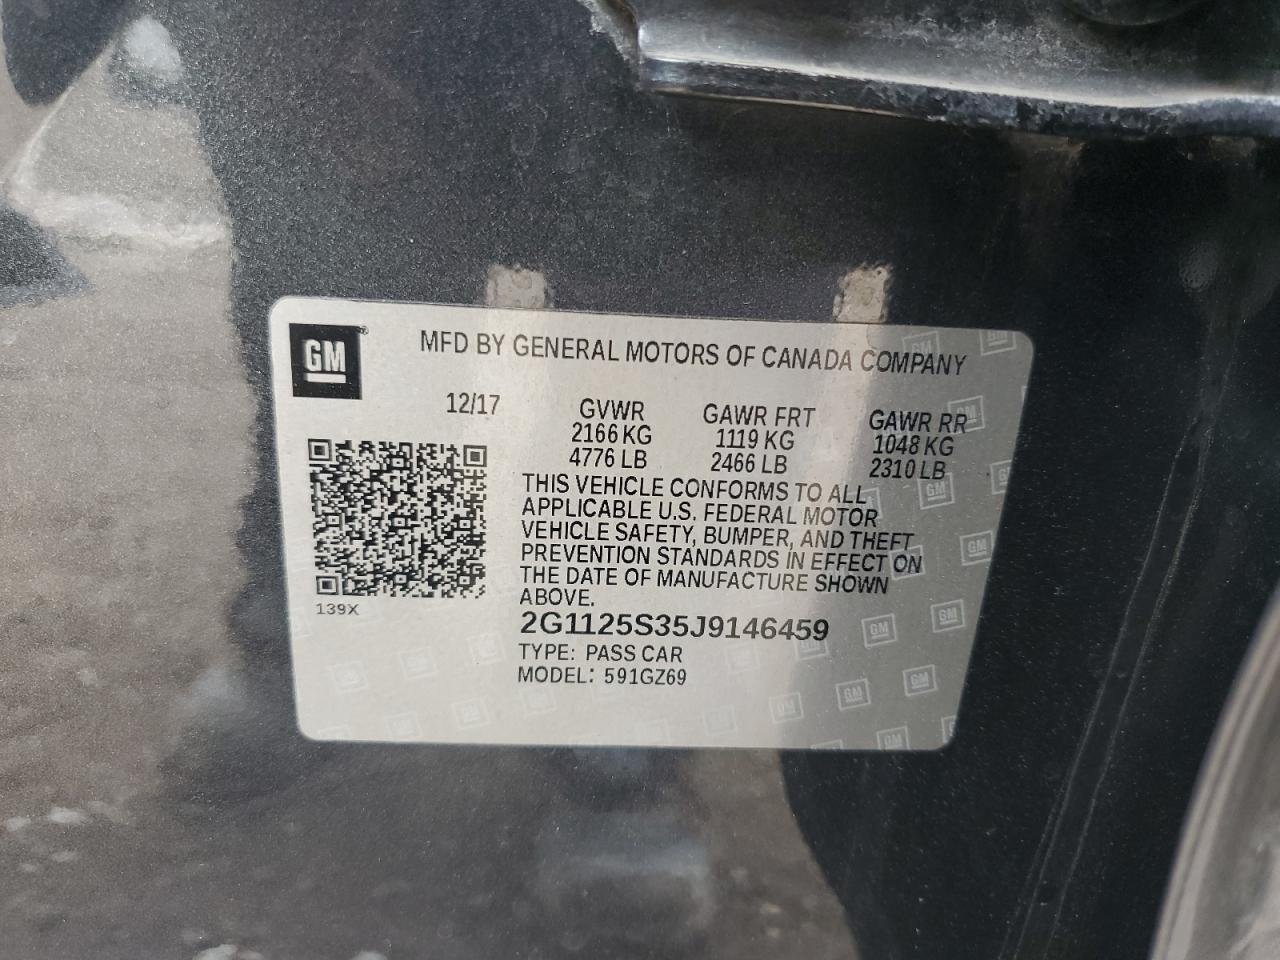 GM
MFD BY GENERAL MOTORS OF CANADA COMPANY
12/17 GVWR GAWR FRT GAWR RR
2166 KG 1119 KG 1048 KG
4776 LB 2466 LB 2310 LB
THIS VEHICLE CONFORMS TO ALL
APPLICABLE U.S. FEDERAL MOTOR
VEHICLE SAFETY, BUMPER, AND THEFT
PREVENTION STANDARDS IN EFFECT ON
THE DATE OF MANUFACTURE SHOWN
ABOVE.
139X
2G1125S35J9146459
TYPE: PASS CAR
MODEL: 591GZ69